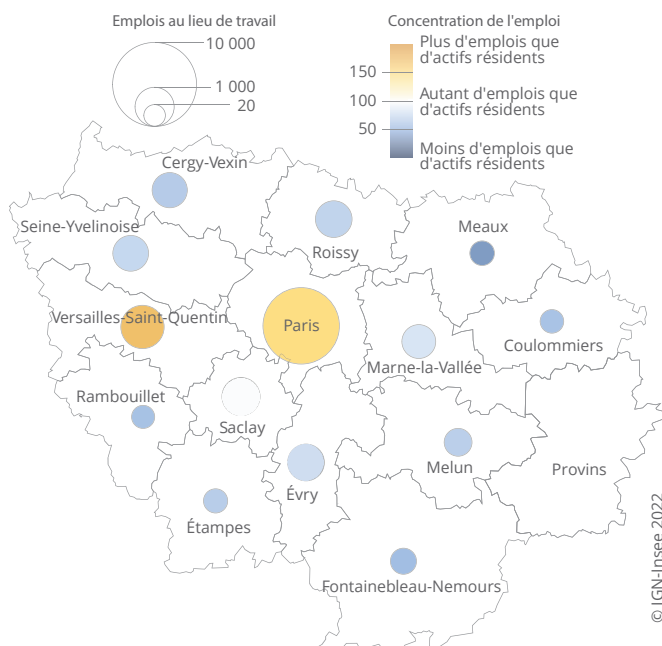 Emplois au lieu de travail
10 000
1 000
20
Concentration de l'emploi
Plus d'emplois que
d'actifs résidents
150
Autant d'emplois que
d'actifs résidents
100
50
Moins d'emplois que
d'actifs résidents
Cergy-Vexin
Seine-Yvelinoise
Roissy
Meaux
Versailles-Saint-Quentin
Paris
Marne-la-Vallée
Coulommiers
Rambouillet
Saclay
Évry
Melun
Provins
Étampes
Fontainebleau-Nemours
© IGN-Insee 2022